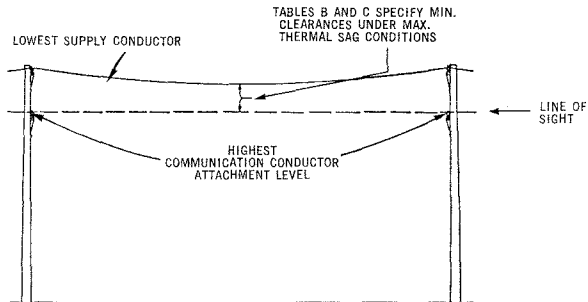 TABLES B AND C SPECIFY MIN.
CLEARANCES UNDER MAX.
THERMAL SAG CONDITIONS
LOWEST SUPPLY CONDUCTOR
LINE OF
SIGHT
HIGHEST
COMMUNICATION CONDUCTOR
ATTACHMENT LEVEL